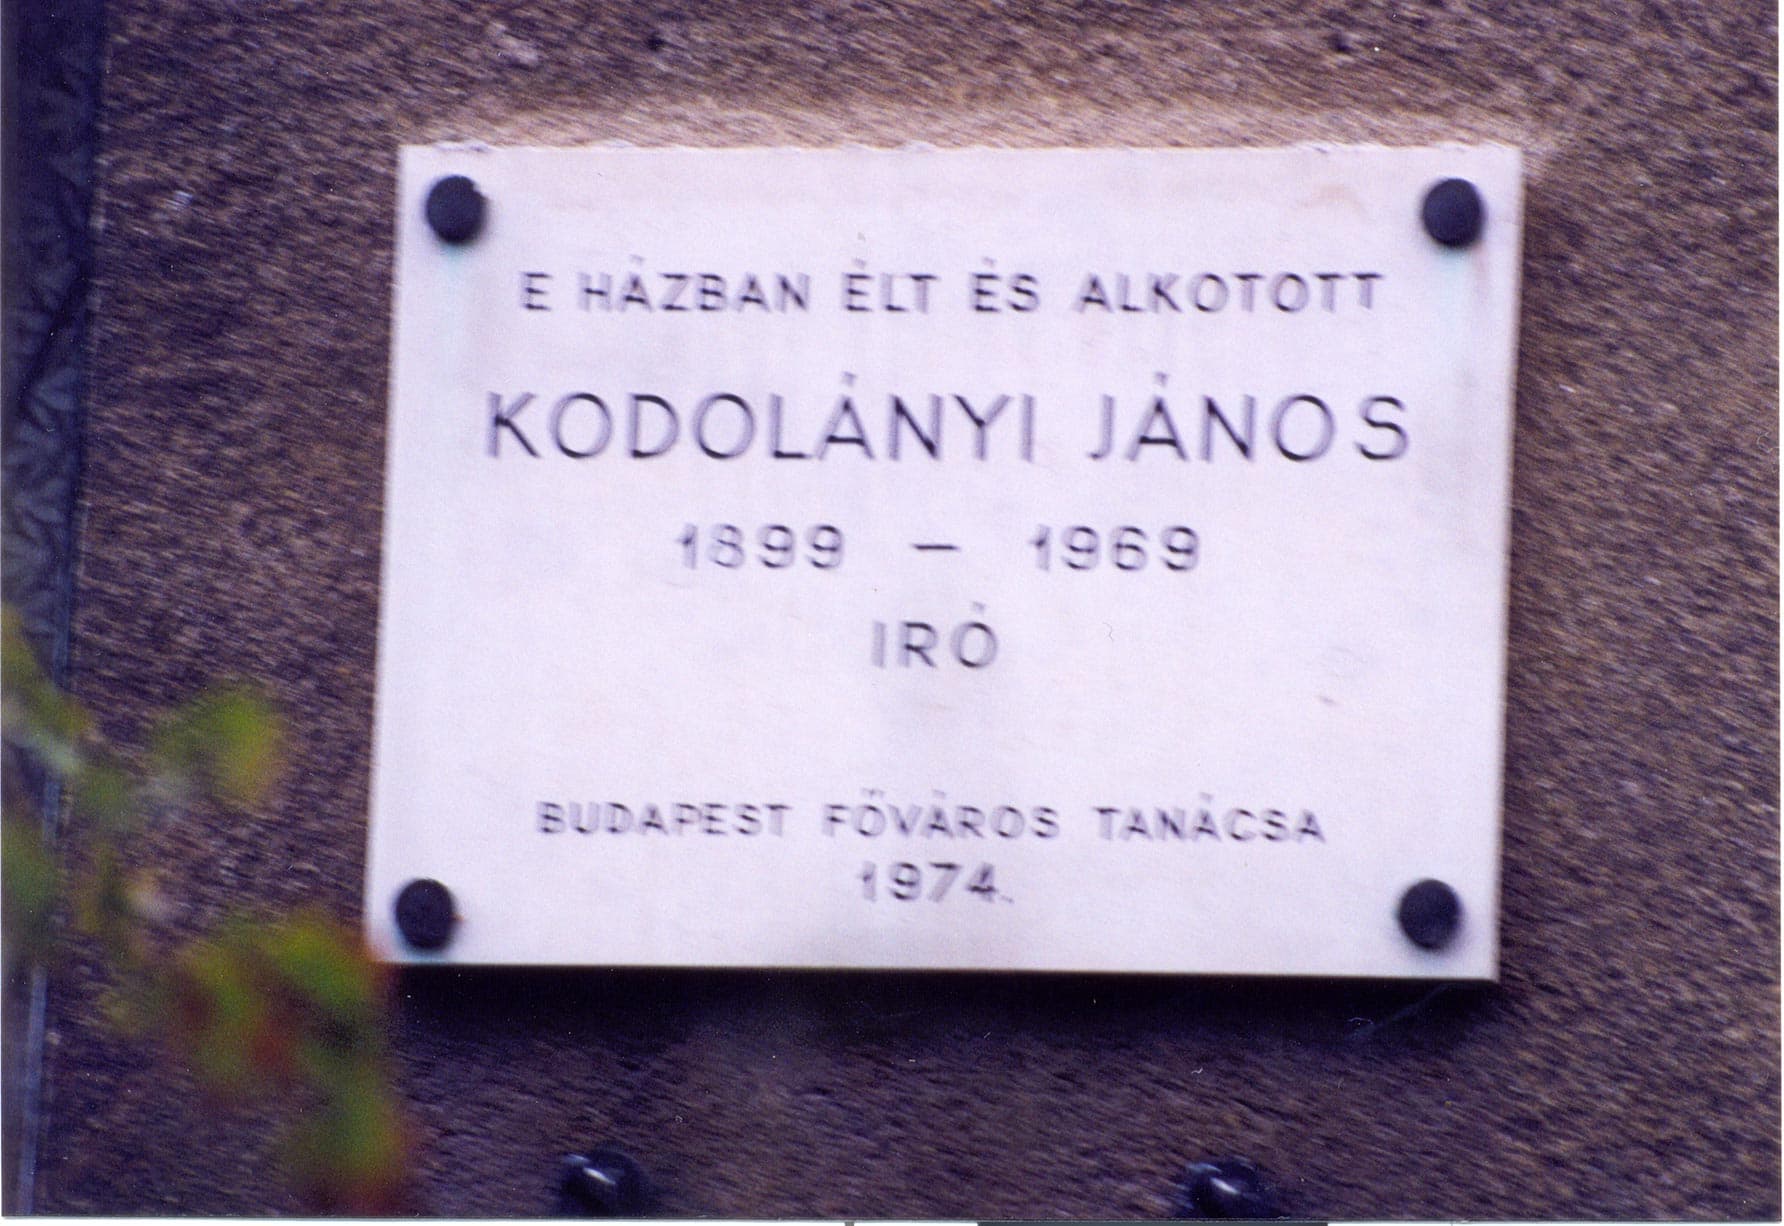 E HÁZBAN ÉLT ÉS ALKOTOTT
KODOLÁNYI JÁNOS
1899 – 1969
IRÓ
BUDAPEST FŐVÁROS TANÁCSA
1974.